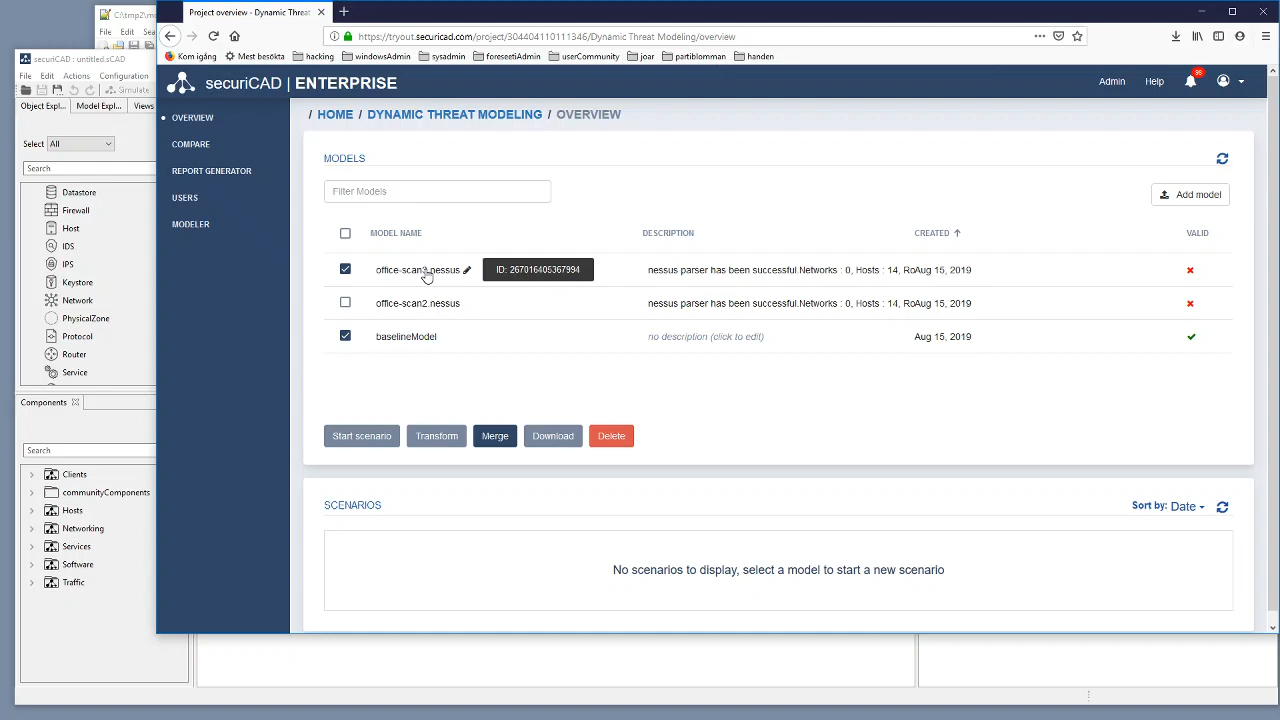 C:\tmp2\m
File Edit Sea
securiCAD : untitled.sCAD
File Edit Actions Configuration
Simulate
Object Expl... Model Expl... Views
Select All
Search
Datastore
Firewall
Host
IDS
IPS
Keystore
Network
PhysicalZone
Protocol
Router
Service
Components
Search
Clients
communityComponents
Hosts
Networking
Services
Software
Traffic
Project overview - Dynamic Threat
https://tryout.securicad.com/project/304404110111346/Dynamic Threat Modeling/overview
Kom igång Mest besökta hacking windowsAdmin sysadmin foreseetiAdmin userCommunity joar partiblomman handen
securiCAD | ENTERPRISE
Admin Help 96
OVERVIEW
COMPARE
REPORT GENERATOR
USERS
MODELER
/ HOME / DYNAMIC THREAT MODELING / OVERVIEW
MODELS
Filter Models
Add model
MODEL NAME DESCRIPTION CREATED VALID
office-scan3.nessus ID: 267016405367994 nessus parser has been successful.Networks : 0, Hosts : 14, Ro Aug 15, 2019
office-scan2.nessus nessus parser has been successful.Networks : 0, Hosts : 14, Ro Aug 15, 2019
baselineModel no description (click to edit) Aug 15, 2019
Start scenario Transform Merge Download Delete
SCENARIOS
Sort by: Date
No scenarios to display, select a model to start a new scenario